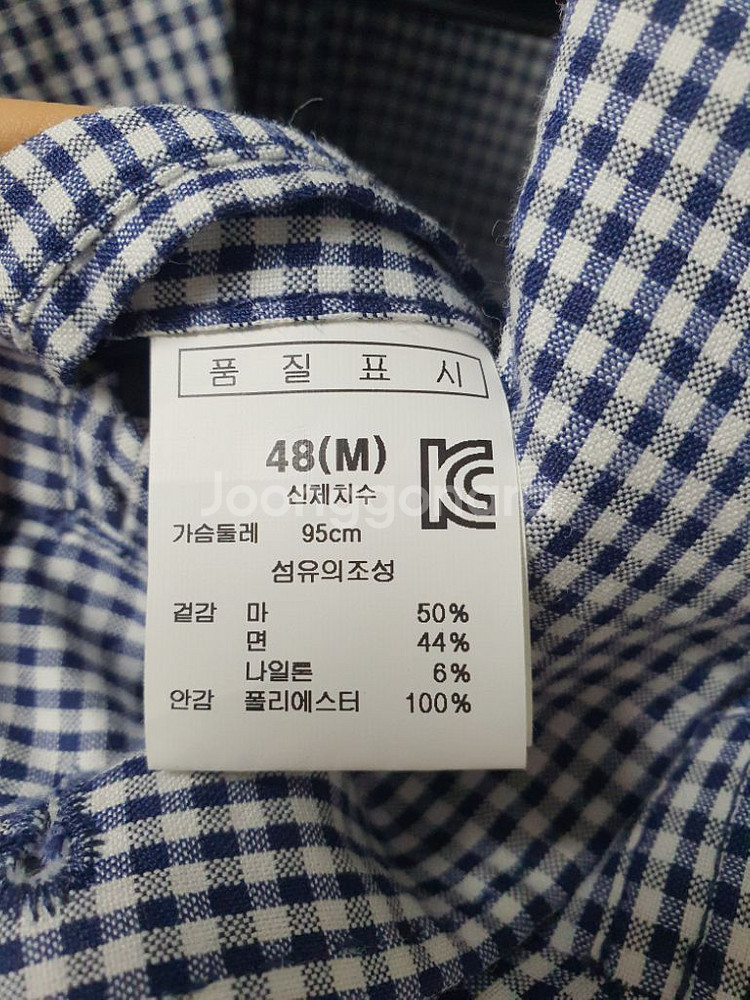 품 질 표 시
48(M)
신체치수
가슴둘레 95cm
섬유의조성
겉감 마 50%
면 44%
나일론 6%
안감 폴리에스터 100%